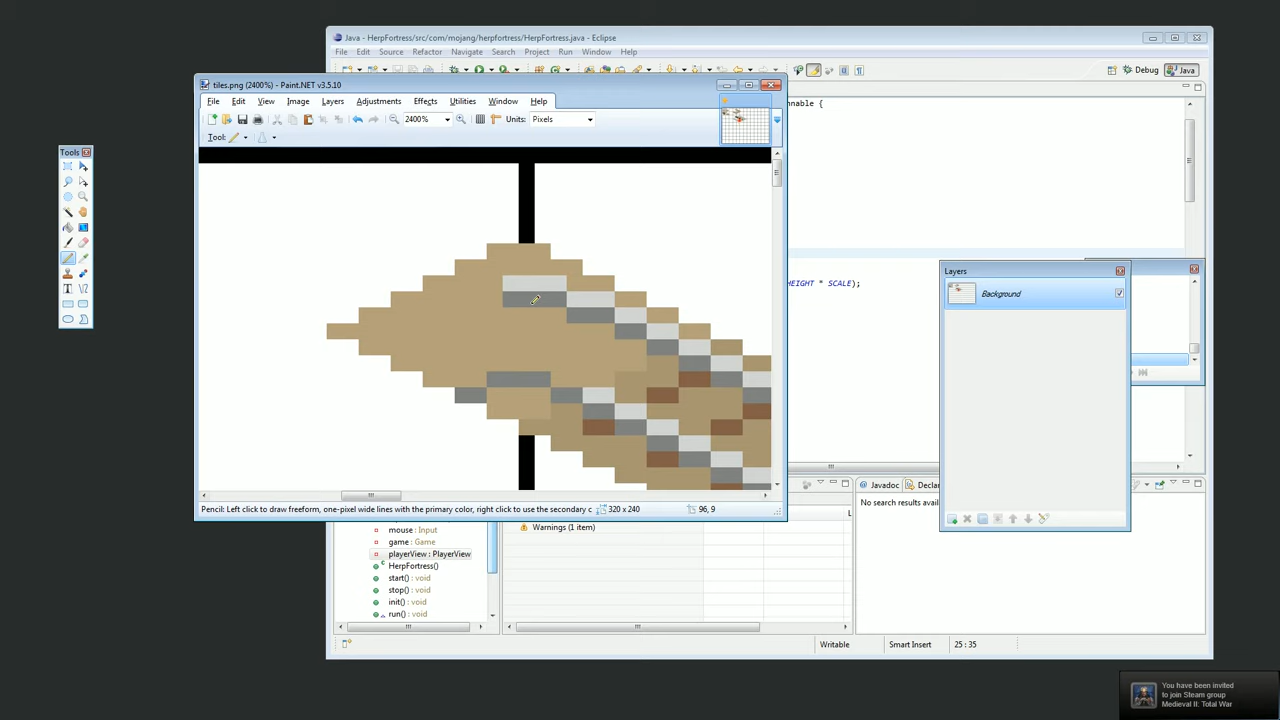 Java - HerpFortress/src/com/mojang/herpfortress/HerpFortress.java - Eclipse
File Edit Source Refactor Navigate Search Project Run Window Help
Debug Java
tiles.png (2400%) - Paint.NET v3.5.10
File Edit View Image Layers Adjustments Effects Utilities Window Help
2400% Units: Pixels
Tool:
Tools
nnable {
HEIGHT * SCALE);
Layers
Background
Pencil: Left click to draw freeform, one-pixel wide lines with the primary color, right click to use the secondary c 320 x 240 96, 9
Javadoc Declar
No search results avail
Warnings (1 item)
mouse : Input
game : Game
playerView : PlayerView
HerpFortress()
start() : void
stop() : void
init() : void
run() : void
Writable Smart Insert 25 : 35
You have been invited
to join Steam group
Medieval II: Total War